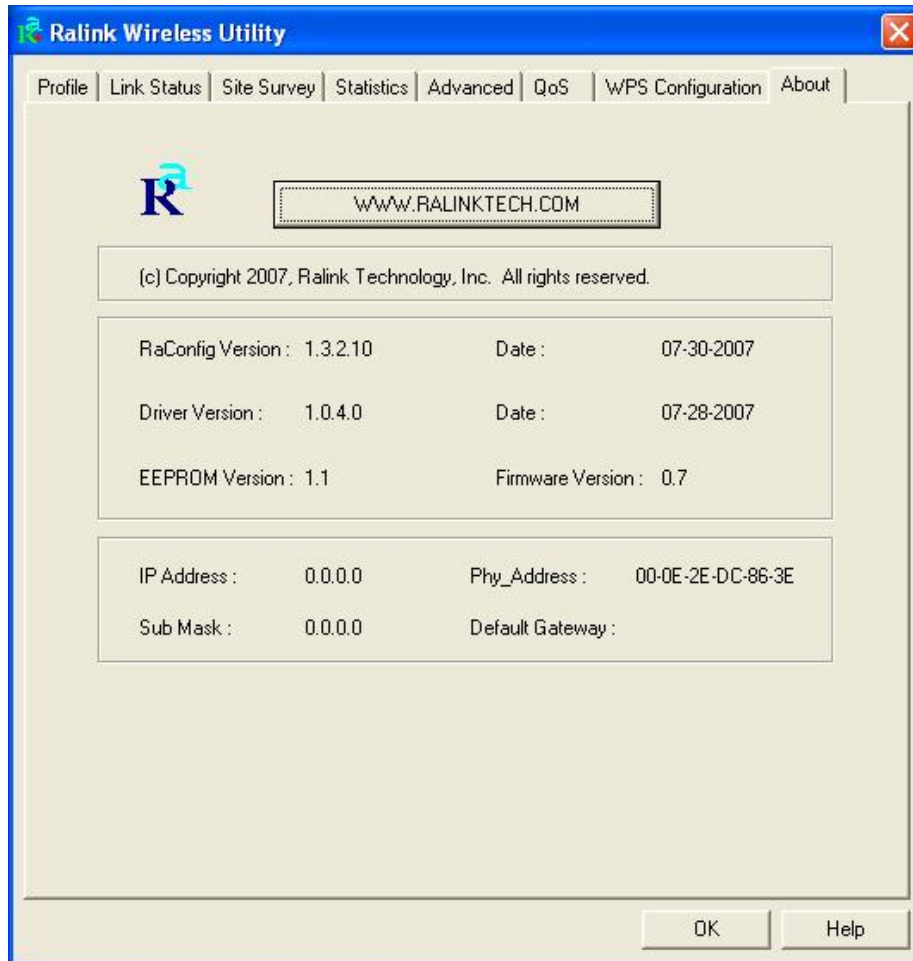 Ralink Wireless Utility
Profile Link Status Site Survey Statistics Advanced QoS WPS Configuration About
Ra WWW.RALINKTECH.COM
(c) Copyright 2007, Ralink Technology, Inc. All rights reserved.
RaConfig Version : 1.3.2.10 Date : 07-30-2007
Driver Version : 1.0.4.0 Date : 07-28-2007
EEPROM Version : 1.1 Firmware Version : 0.7
IP Address : 0.0.0.0 Phy_Address : 00-0E-2E-DC-86-3E
Sub Mask : 0.0.0.0 Default Gateway :
OK Help